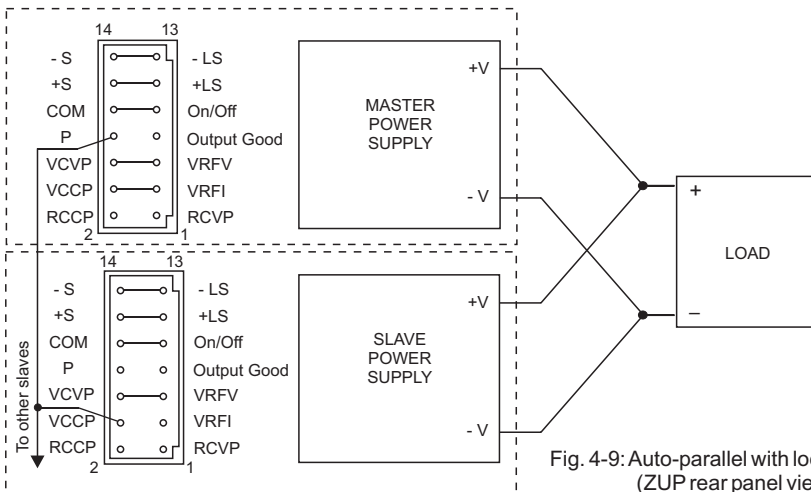 14 13
- S - LS
+S +LS
COM On/Off
P Output Good
VCVP VRFV
VCCP VRFI
RCCP RCVP
2 1
MASTER
POWER
SUPPLY
+V
- V
14 13
- S - LS
+S +LS
COM On/Off
P Output Good
VCVP VRFV
VCCP VRFI
RCCP RCVP
2 1
To other slaves
SLAVE
POWER
SUPPLY
+V
- V
+
LOAD
–
Fig. 4-9: Auto-parallel with
(ZUP rear panel